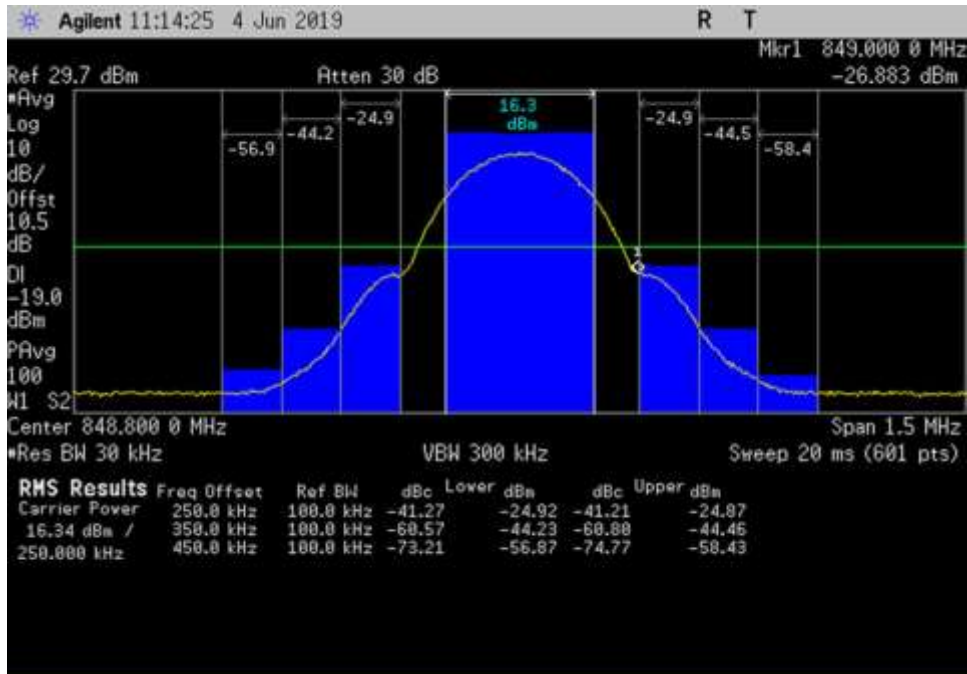 Agilent 11:14:25 4 Jun 2019 R T
Mkr1 849.000 0 MHz
Ref 29.7 dBm Atten 30 dB -26.883 dBm
#Avg
Log
10
dB/
Offst
10.5
dB
DI
-19.0
dBm
PAvg
100
W1 S2
-56.9 -44.2 -24.9 16.3 dBm -24.9 -44.5 -58.4
1
Center 848.800 0 MHz Span 1.5 MHz
#Res BW 30 kHz VBW 300 kHz Sweep 20 ms (601 pts)
RMS Results Freq Offset Ref BW dBc Lower dBm dBc Upper dBm
Carrier Power 250.0 kHz 100.0 kHz -41.27 -24.92 -41.21 -24.87
16.34 dBm / 350.0 kHz 100.0 kHz -60.57 -44.23 -60.80 -44.46
250.000 kHz 450.0 kHz 100.0 kHz -73.21 -56.87 -74.77 -58.43